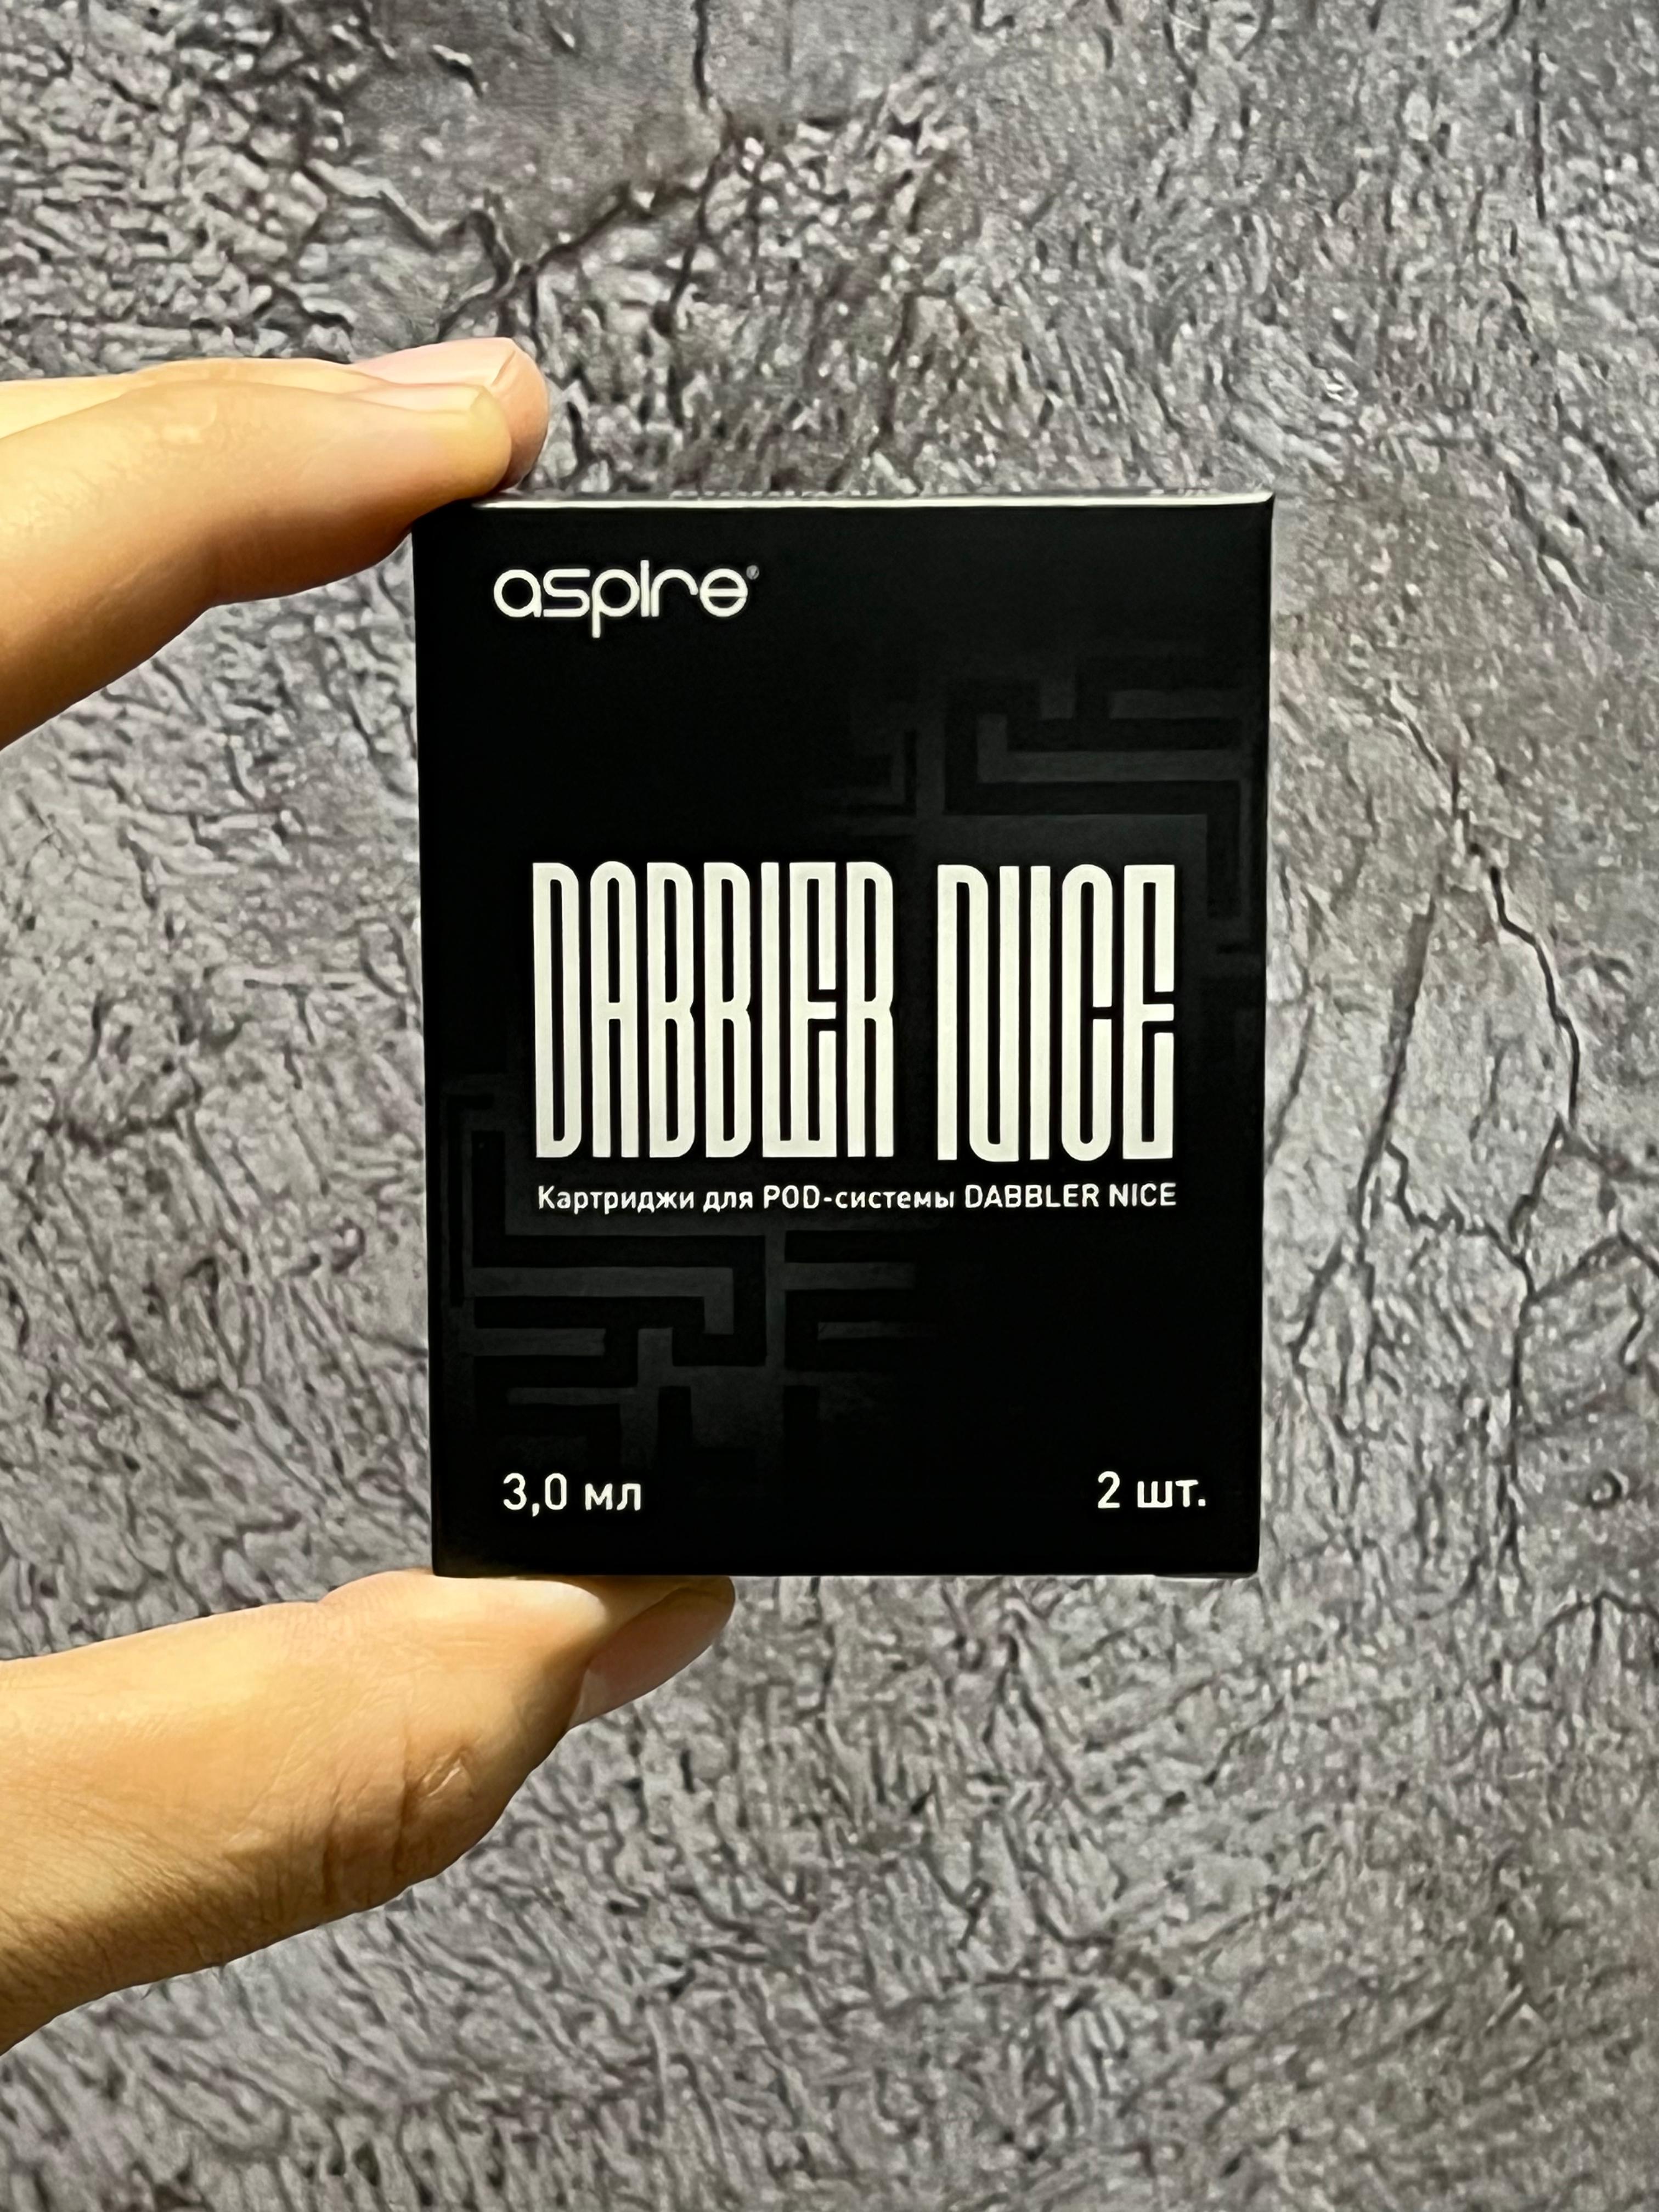 aspire®
DABBLER NICE
Картриджи для POD-системы DABBLER NICE
3,0 мл
2 шт.